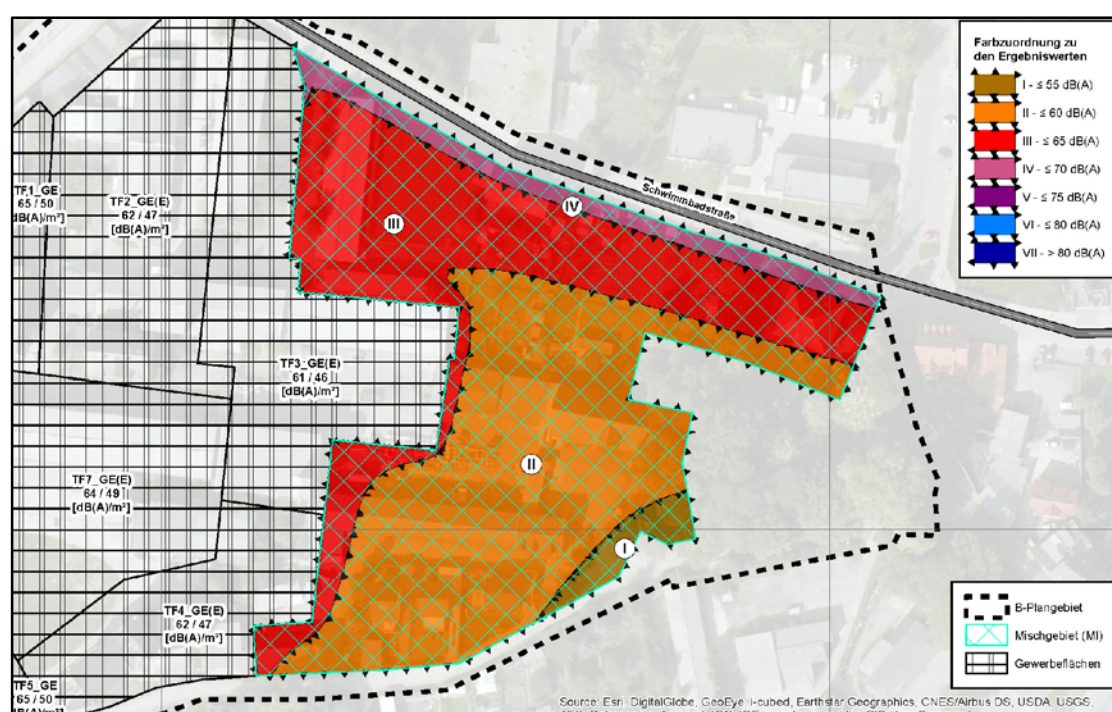 Farbzuordnung zu
den Ergebniswerten
I - ≤ 55 dB(A)
II - ≤ 60 dB(A)
III - ≤ 65 dB(A)
IV - ≤ 70 dB(A)
V - ≤ 75 dB(A)
VI - ≤ 80 dB(A)
VII - > 80 dB(A)
Schwimmbadstraße
TF1_GE
65 / 50
dB(A)/m²]
TF2_GE(E)
62 / 47
[dB(A)/m²]
III
IV
TF3_GE(E)
61 / 46
[dB(A)/m²]
II
TF7_GE(E)
64 / 49
[dB(A)/m²]
I
TF4_GE(E)
62 / 47
[dB(A)/m²]
TF5_GE
65 / 50
[dB(A)/m²]
B-Plangebiet
Mischgebiet (MI)
Gewerbeflächen
Source: Esri, DigitalGlobe, GeoEye, i-cubed, Earthstar Geographics, CNES/Airbus DS, USDA, USGS,